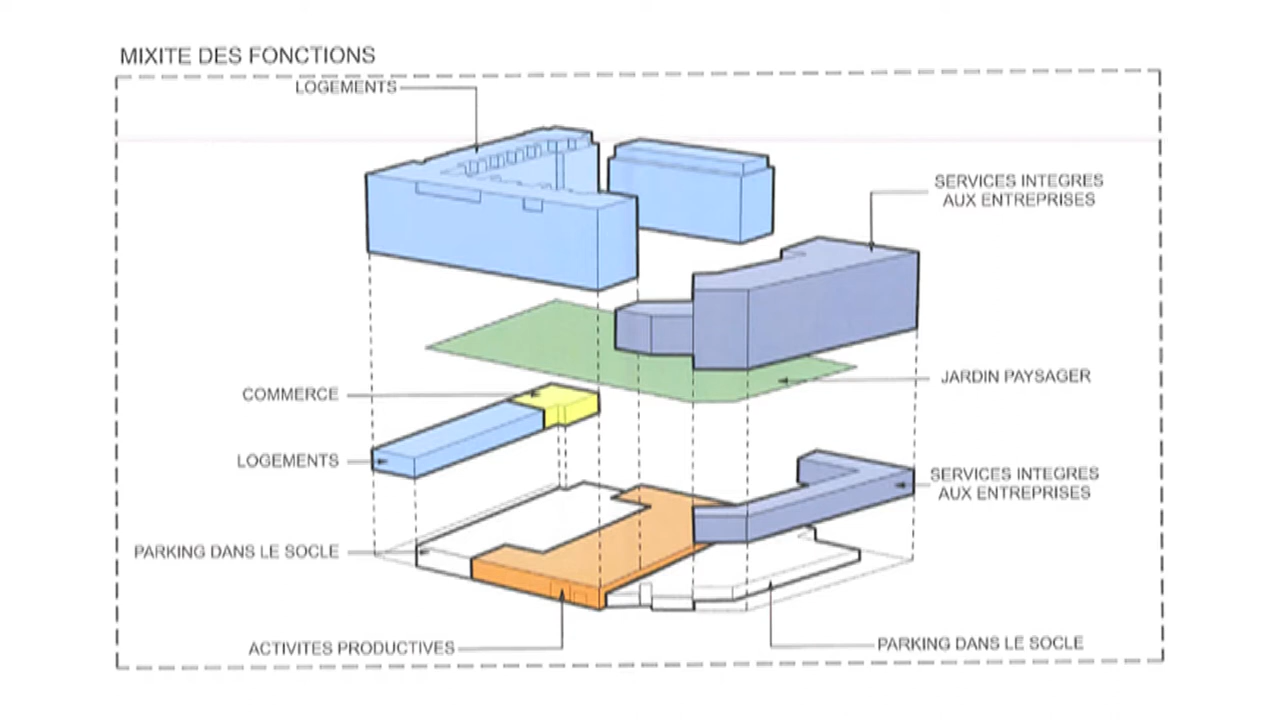 MIXITE DES FONCTIONS
LOGEMENTS
SERVICES INTEGRES
AUX ENTREPRISES
JARDIN PAYSAGER
COMMERCE
LOGEMENTS
SERVICES INTEGRES
AUX ENTREPRISES
PARKING DANS LE SOCLE
ACTIVITES PRODUCTIVES
PARKING DANS LE SOCLE